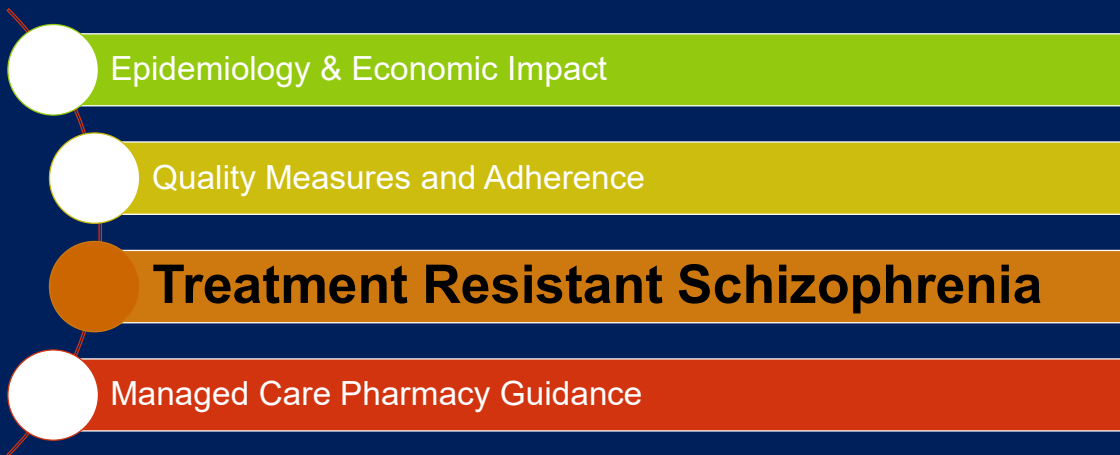 Epidemiology & Economic Impact
Quality Measures and Adherence
Treatment Resistant Schizophrenia
Managed Care Pharmacy Guidance